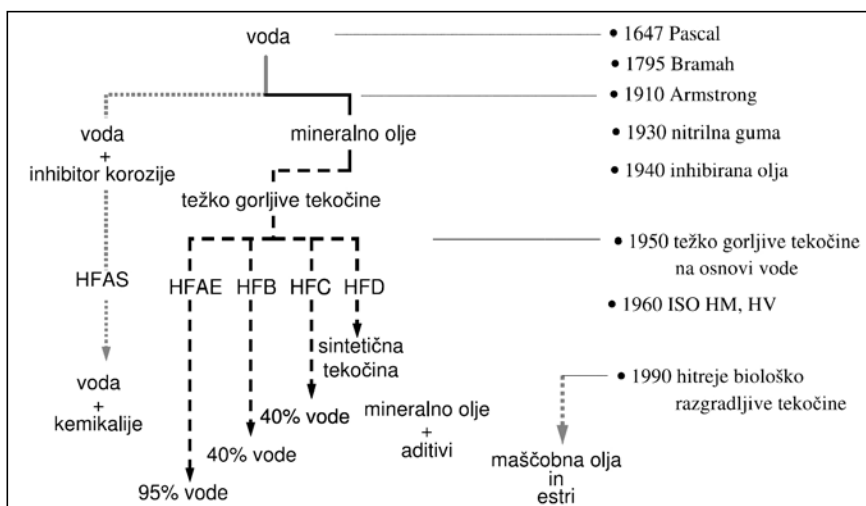 voda
• 1647 Pascal
• 1795 Bramah
• 1910 Armstrong
voda
+
inhibitor korozije
mineralno olje
• 1930 nitrilna guma
• 1940 inhibirana olja
težko gorljive tekočine
• 1950 težko gorljive tekočine
na osnovi vode
HFAS
HFAE
HFB
HFC
HFD
• 1960 ISO HM, HV
sintetična
tekočina
• 1990 hitreje biološko
razgradljive tekočine
voda
+
kemikalije
40% vode
mineralno olje
+
aditivi
40% vode
95% vode
maščobna olja
in
estri